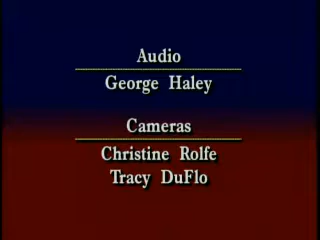 Audio
George Haley
Cameras
Christine Rolfe
Tracy DuFlo